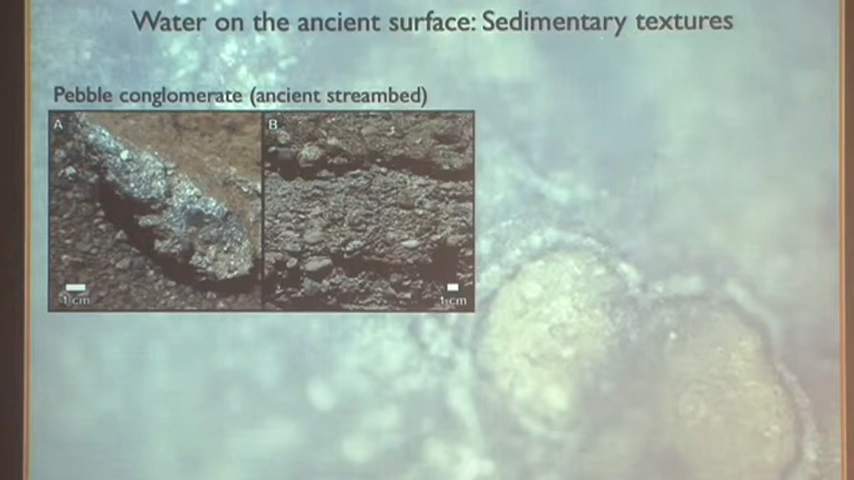 Water on the ancient surface: Sedimentary textures
Pebble conglomerate (ancient streambed)
A
B
1 cm
1 cm